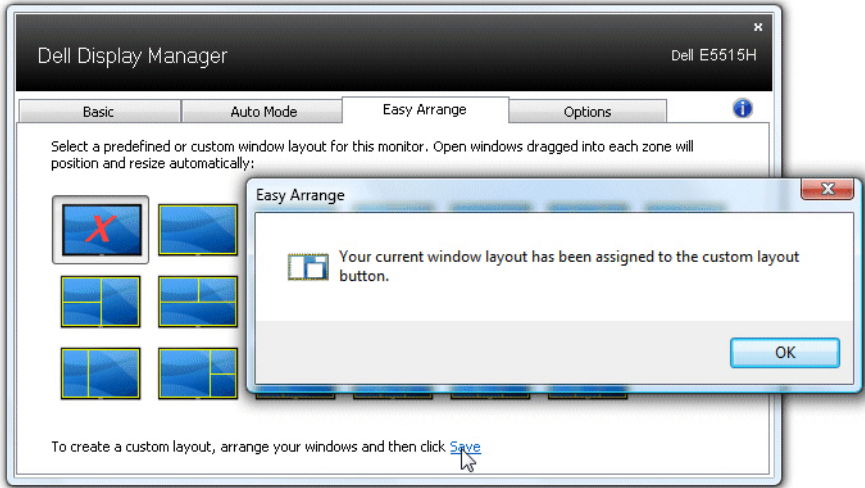 Dell Display Manager
Dell E5515H
Basic
Auto Mode
Easy Arrange
Options
Select a predefined or custom window layout for this monitor. Open windows dragged into each zone will
position and resize automatically:
Easy Arrange
Your current window layout has been assigned to the custom layout
button.
OK
To create a custom layout, arrange your windows and then click Save